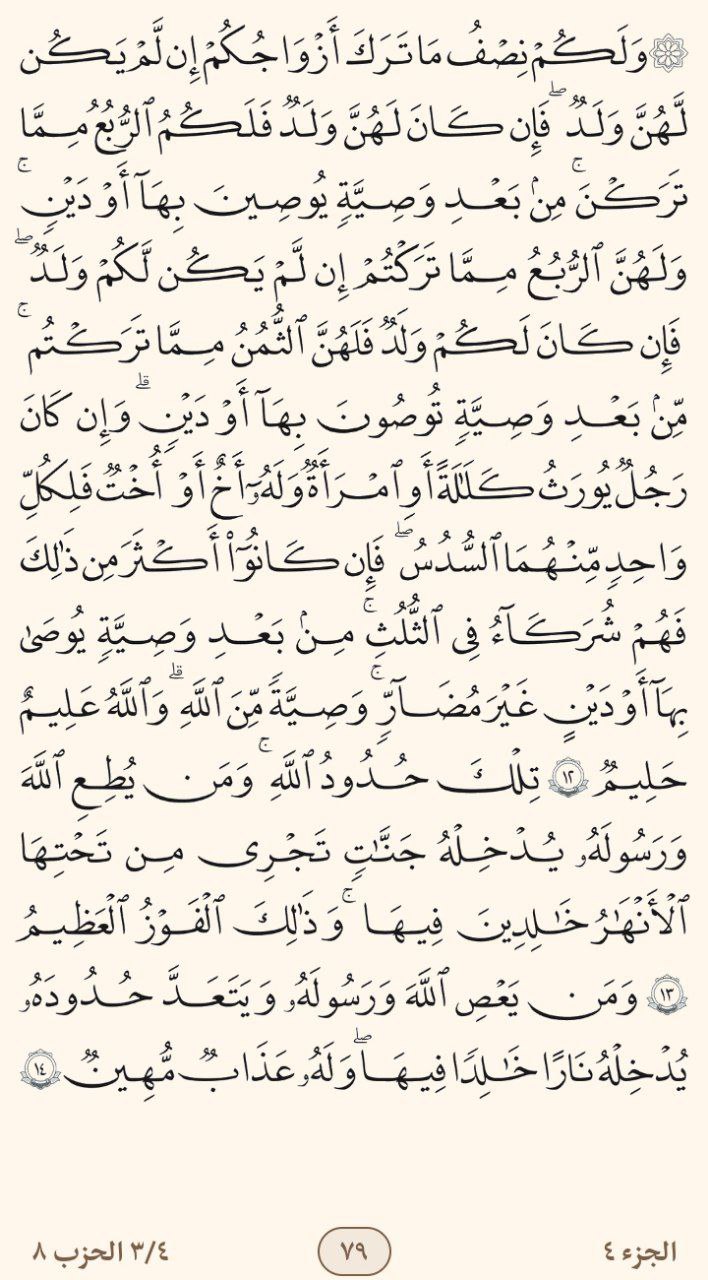 ۞ وَلَكُمۡ نِصۡفُ مَا تَرَكَ أَزۡوَٰجُكُمۡ إِن لَّمۡ يَكُن
لَّهُنَّ وَلَدٞۖ فَإِن كَانَ لَهُنَّ وَلَدٞ فَلَكُمُ ٱلرُّبُعُ مِمَّا
تَرَكۡنَۚ مِنۢ بَعۡدِ وَصِيَّةٖ يُوصِينَ بِهَآ أَوۡ دَيۡنٖۚ
وَلَهُنَّ ٱلرُّبُعُ مِمَّا تَرَكۡتُمۡ إِن لَّمۡ يَكُن لَّكُمۡ وَلَدٞۖ
فَإِن كَانَ لَكُمۡ وَلَدٞ فَلَهُنَّ ٱلثُّمُنُ مِمَّا تَرَكۡتُمۚ
مِّنۢ بَعۡدِ وَصِيَّةٖ تُوصُونَ بِهَآ أَوۡ دَيۡنٖۗ وَإِن كَانَ
رَجُلٞ يُورَثُ كَلَٰلَةً أَوِ ٱمۡرَأَةٞ وَلَهُۥٓ أَخٌ أَوۡ أُخۡتٞ فَلِكُلِّ
وَٰحِدٖ مِّنۡهُمَا ٱلسُّدُسُۚ فَإِن كَانُوٓاْ أَكۡثَرَ مِن ذَٰلِكَ
فَهُمۡ شُرَكَآءُ فِي ٱلثُّلُثِۚ مِنۢ بَعۡدِ وَصِيَّةٖ يُوصَىٰ
بِهَآ أَوۡ دَيۡنٍ غَيۡرَ مُضَآرّٖۚ وَصِيَّةٗ مِّنَ ٱللَّهِۗ وَٱللَّهُ عَلِيمٌ
حَلِيمٞ ١٢ تِلۡكَ حُدُودُ ٱللَّهِۚ وَمَن يُطِعِ ٱللَّهَ
وَرَسُولَهُۥ يُدۡخِلۡهُ جَنَّٰتٖ تَجۡرِي مِن تَحۡتِهَا
ٱلۡأَنۡهَٰرُ خَٰلِدِينَ فِيهَاۚ وَذَٰلِكَ ٱلۡفَوۡزُ ٱلۡعَظِيمُ
١٣ وَمَن يَعۡصِ ٱللَّهَ وَرَسُولَهُۥ وَيَتَعَدَّ حُدُودَهُۥ
يُدۡخِلۡهُ نَارًا خَٰلِدٗا فِيهَاۖ وَلَهُۥ عَذَابٞ مُّهِينٞ ١٤
الجزء ٤ ٧٩ ٣/٤ الحزب ٨